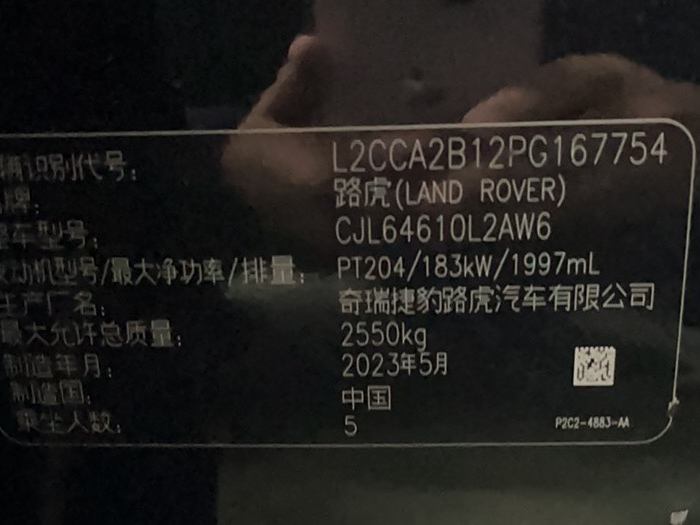 辆识别代号: L2CCA2B12PG167754
牌: 路虎(LAND ROVER)
车型号: CJL64610L2AW6
发动机型号/最大净功率/排量: PT204/183kW/1997mL
生产厂名: 奇瑞捷豹路虎汽车有限公司
最大允许总质量: 2550kg
制造年月: 2023年5月
制造国: 中国
乘坐人数: 5
P2C2-4883-AA